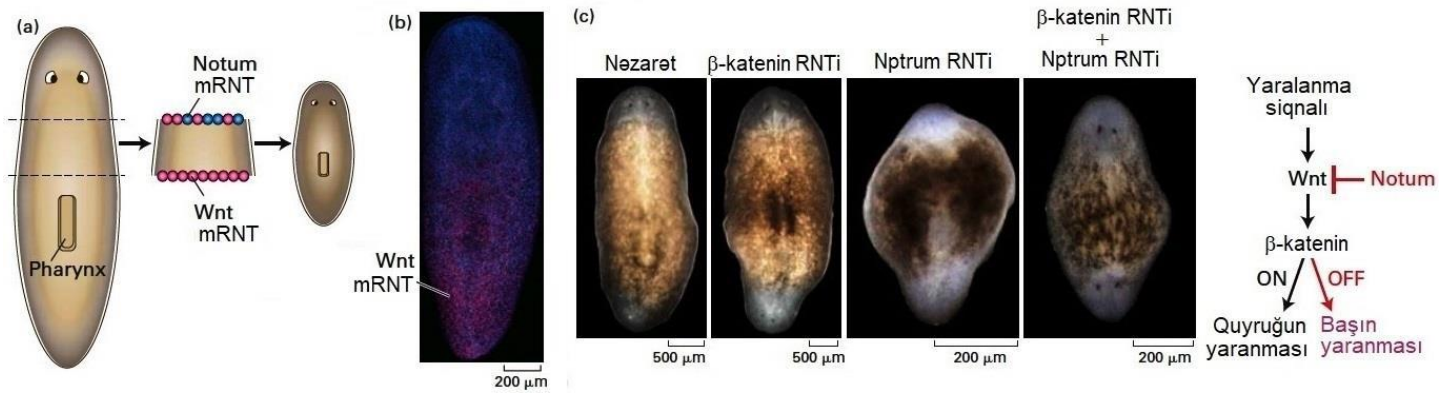 (a)
Notum
mRNT
Wnt
mRNT
Pharynx
(b)
Wnt
mRNT
200 μm
(c)
Nəzarət
β-katenin RNTi
Nptrum RNTi
β-katenin RNTi
+
Nptrum RNTi
500 μm
500 μm
200 μm
200 μm
Yaralanma
siqnalı
Wnt
Notum
β-katenin
ON
OFF
Quyruğun
yaranması
Başın
yaranması